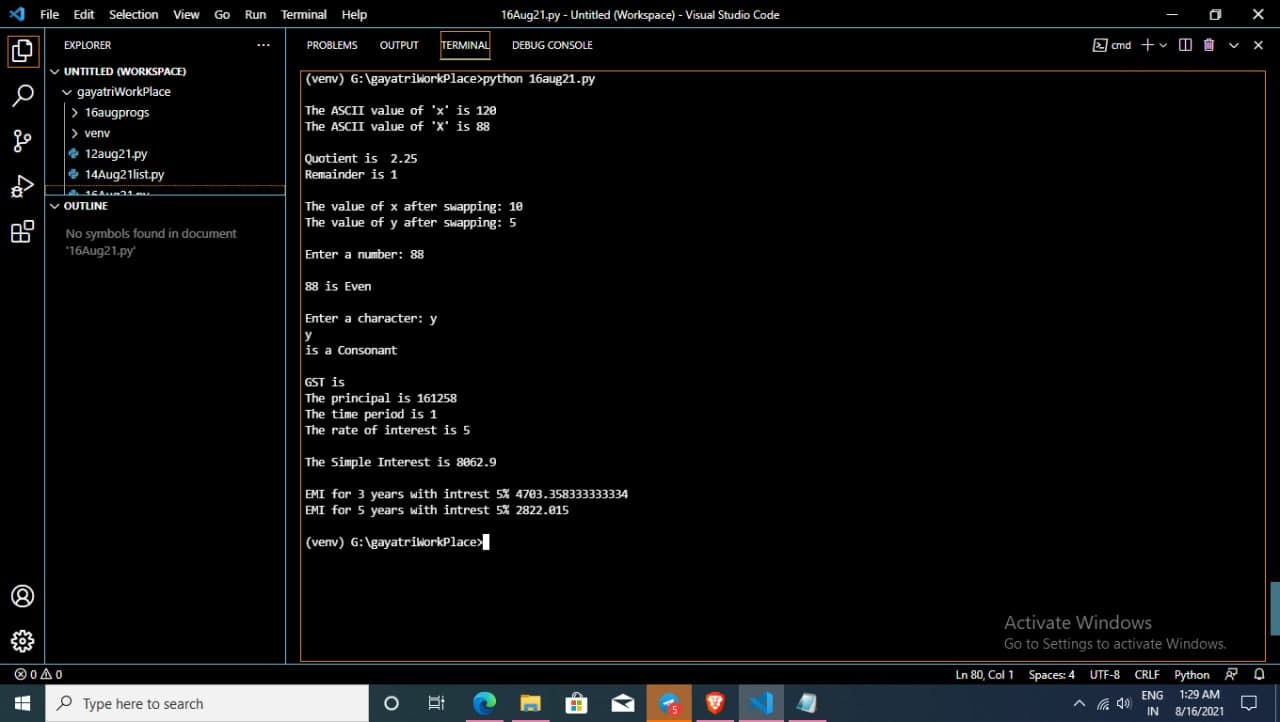 File Edit Selection View Go Run Terminal Help
16Aug21.py - Untitled (Workspace) - Visual Studio Code
EXPLORER
UNTITLED (WORKSPACE)
gayatriWorkPlace
16augprogs
venv
12aug21.py
14Aug21list.py
16Aug21.py
OUTLINE
No symbols found in document
'16Aug21.py'
PROBLEMS OUTPUT TERMINAL DEBUG CONSOLE
cmd
(venv) G:\gayatriWorkPlace>python 16aug21.py
The ASCII value of 'x' is 120
The ASCII value of 'X' is 88
Quotient is  2.25
Remainder is 1
The value of x after swapping: 10
The value of y after swapping: 5
Enter a number: 88
88 is Even
Enter a character: y
y
is a Consonant
GST is
The principal is 161258
The time period is 1
The rate of interest is 5
The Simple Interest is 8062.9
EMI for 3 years with intrest 5% 4703.358333333334
EMI for 5 years with intrest 5% 2822.015
(venv) G:\gayatriWorkPlace>
Activate Windows
Go to Settings to activate Windows.
0 0
Ln 80, Col 1 Spaces: 4 UTF-8 CRLF Python
Type here to search
5
ENG
IN
1:29 AM
8/16/2021